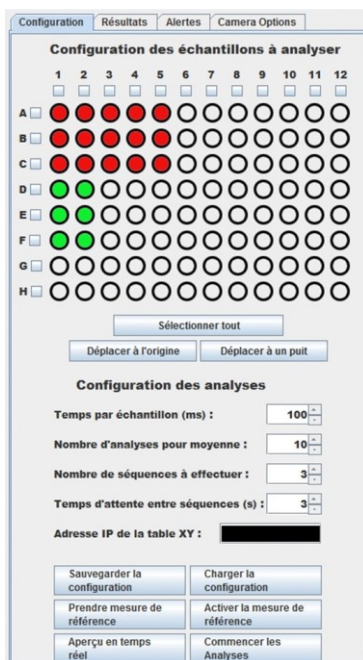 Configuration Résultats Alertes Camera Options
Configuration des échantillons à analyser
1 2 3 4 5 6 7 8 9 10 11 12
A
B
C
D
E
F
G
H
Sélectionner tout
Déplacer à l'origine Déplacer à un puit
Configuration des analyses
Temps par échantillon (ms) : 100
Nombre d'analyses pour moyenne : 10
Nombre de séquences à effectuer : 3
Temps d'attente entre séquences (s) : 3
Adresse IP de la table XY :
Sauvegarder la configuration
Charger la configuration
Prendre mesure de référence
Activer la mesure de référence
Aperçu en temps réel
Commencer les Analyses